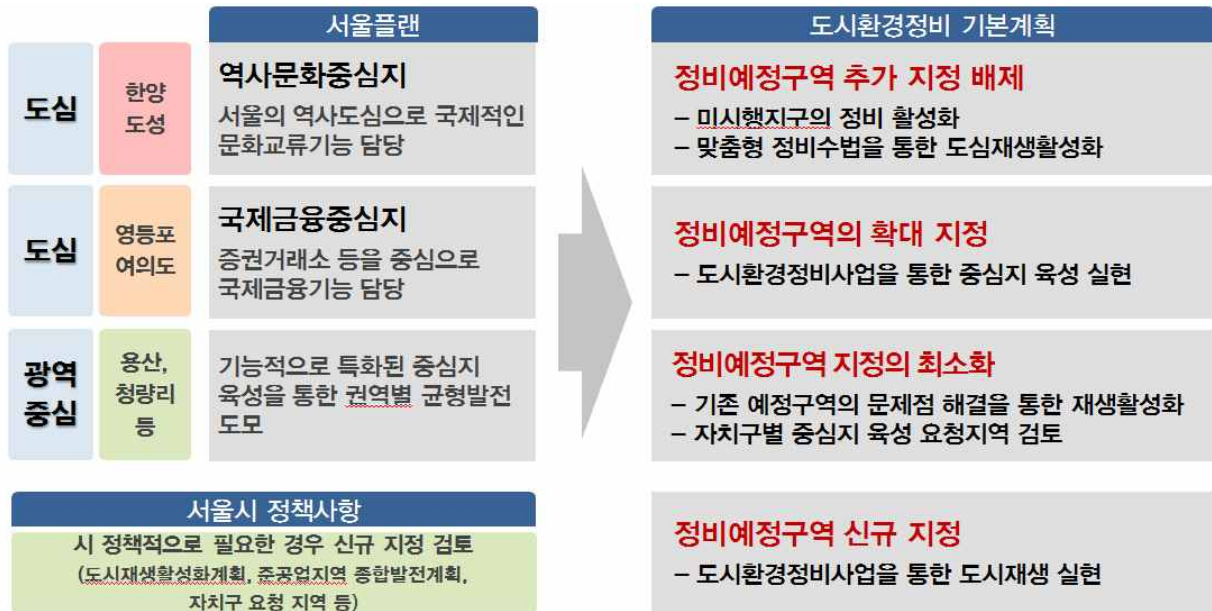 서울플랜
도시환경정비 기본계획
도심
한양
도성
역사문화중심지
서울의 역사도심으로 국제적인
문화교류기능 담당
정비예정구역 추가 지정 배제
– 미시행지구의 정비 활성화
– 맞춤형 정비수법을 통한 도심재생활성화
도심
영등포
여의도
국제금융중심지
증권거래소 등을 중심으로
국제금융기능 담당
정비예정구역의 확대 지정
– 도시환경정비사업을 통한 중심지 육성 실현
광역
중심
용산,
청량리
등
기능적으로 특화된 중심지
육성을 통한 권역별 균형발전
도모
정비예정구역 지정의 최소화
– 기존 예정구역의 문제점 해결을 통한 재생활성화
– 자치구별 중심지 육성 요청지역 검토
서울시 정책사항
시 정책적으로 필요한 경우 신규 지정 검토
(도시재생활성화계획, 준공업지역 종합발전계획,
자치구 요청 지역 등)
정비예정구역 신규 지정
– 도시환경정비사업을 통한 도시재생 실현